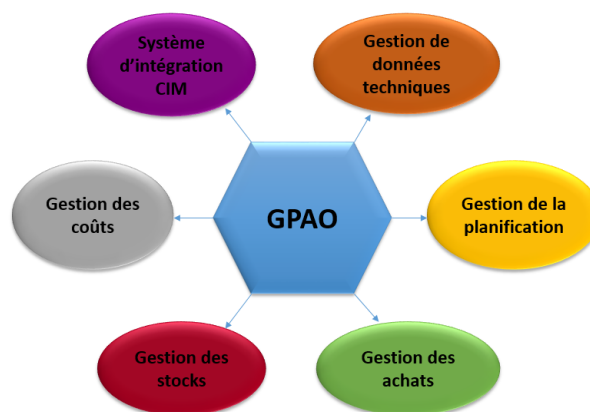 Système
d'intégration
CIM
Gestion de
données
techniques
Gestion des
coûts
GPAO
Gestion de la
planification
Gestion des
stocks
Gestion des
achats